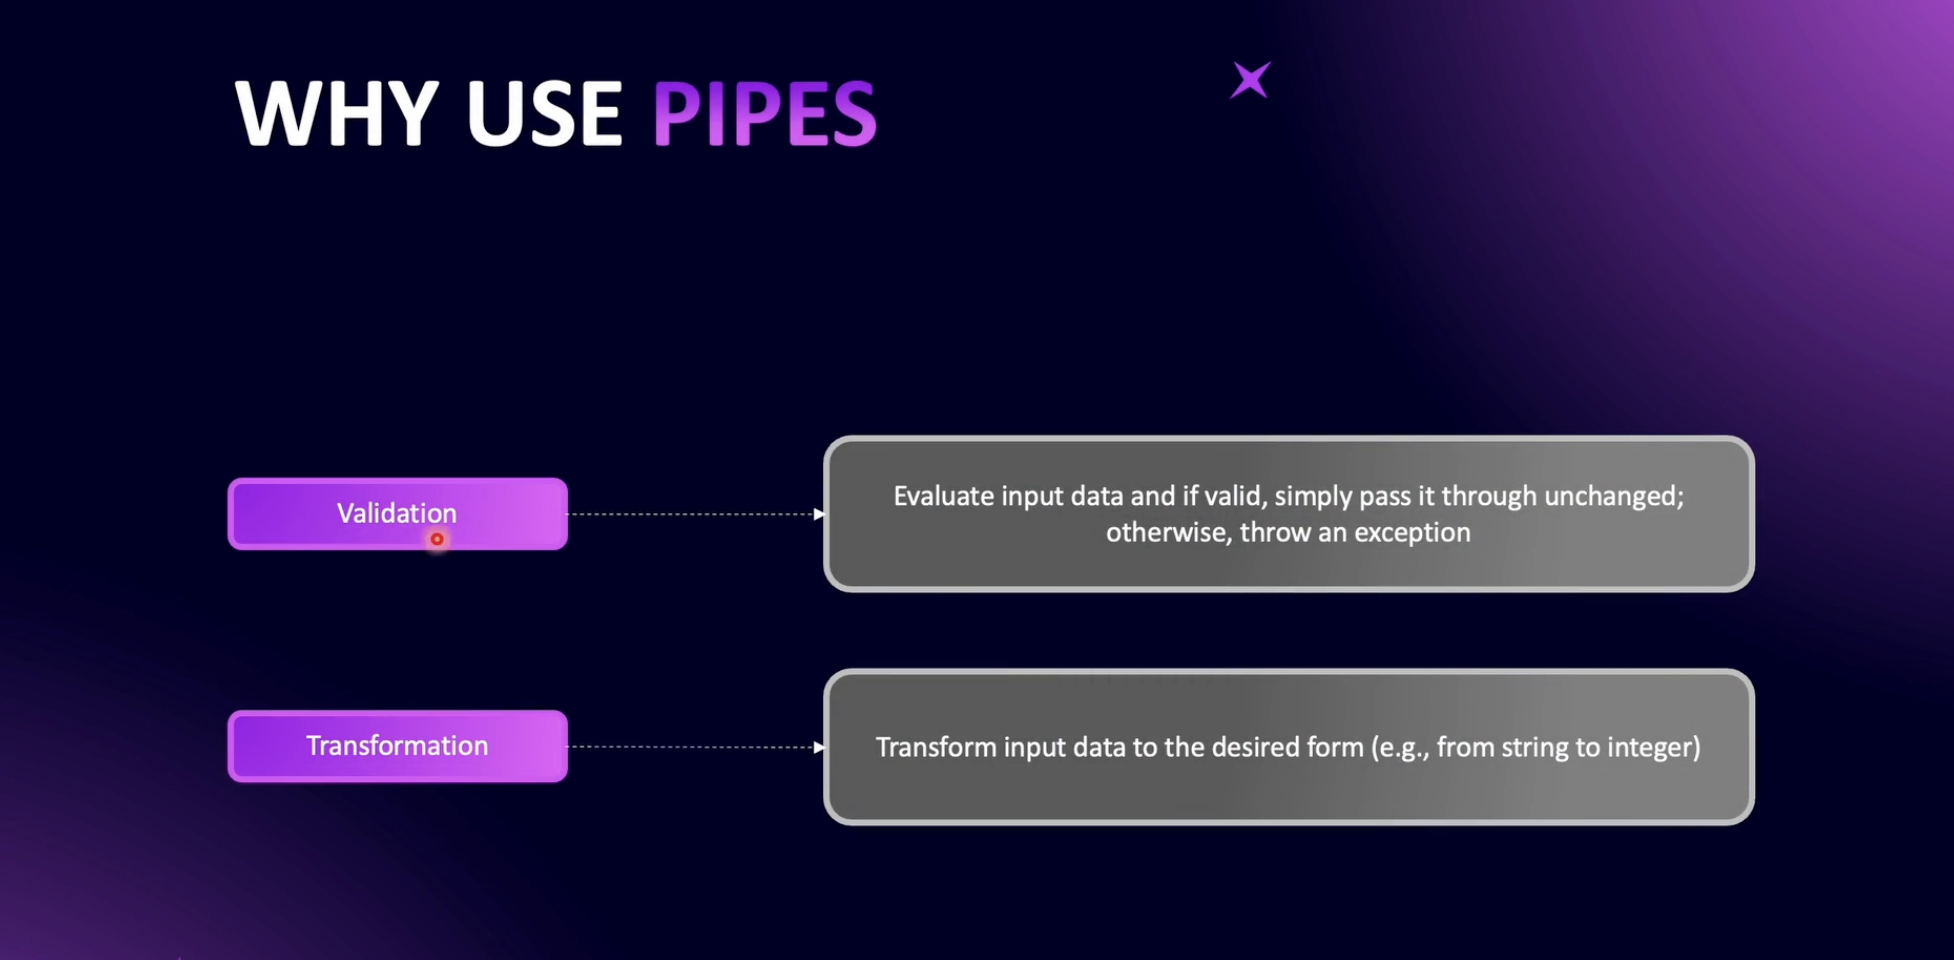 WHY USE PIPES
Validation
Evaluate input data and if valid, simply pass it through unchanged;
otherwise, throw an exception
Transformation
Transform input data to the desired form (e.g., from string to integer)